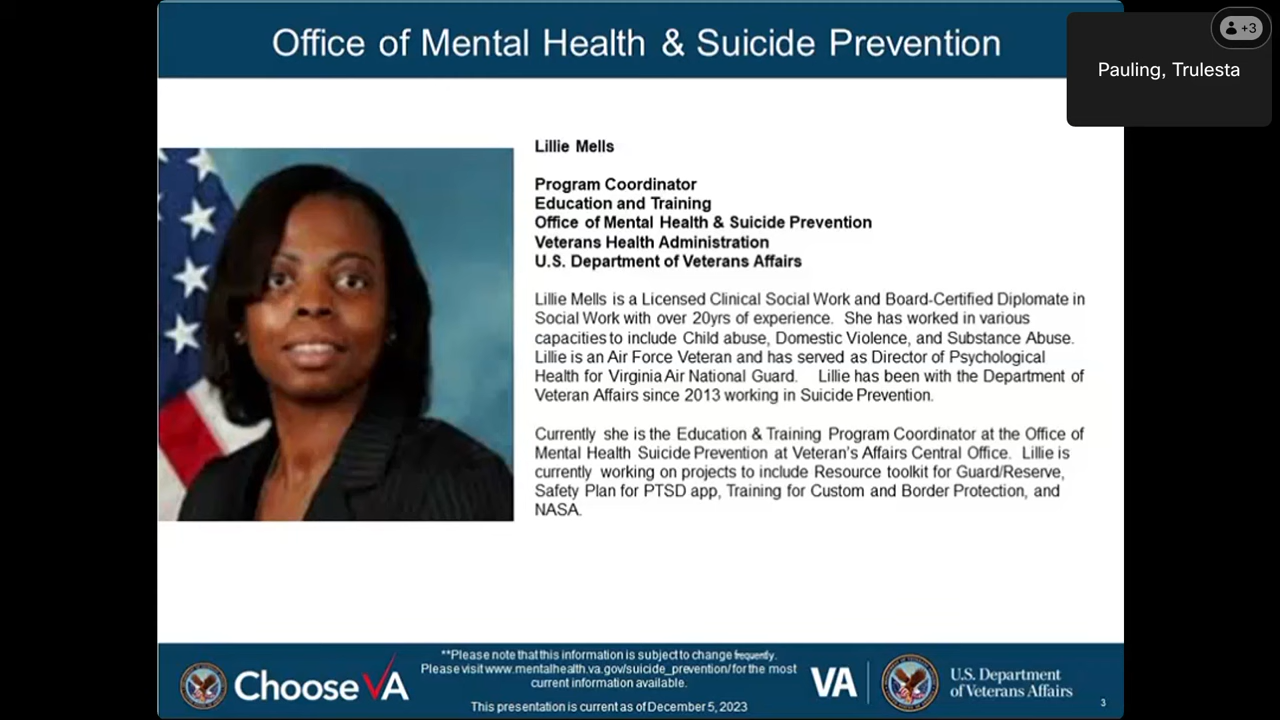 Office of Mental Health & Suicide Prevention
+3
Pauling, Trulesta
Lillie Mells
Program Coordinator
Education and Training
Office of Mental Health & Suicide Prevention
Veterans Health Administration
U.S. Department of Veterans Affairs
Lillie Mells is a Licensed Clinical Social Work and Board-Certified Diplomate in
Social Work with over 20yrs of experience. She has worked in various
capacities to include Child abuse, Domestic Violence, and Substance Abuse.
Lillie is an Air Force Veteran and has served as Director of Psychological
Health for Virginia Air National Guard. Lillie has been with the Department of
Veteran Affairs since 2013 working in Suicide Prevention.
Currently she is the Education & Training Program Coordinator at the Office of
Mental Health Suicide Prevention at Veteran's Affairs Central Office. Lillie is
currently working on projects to include Resource toolkit for Guard/Reserve,
Safety Plan for PTSD app, Training for Custom and Border Protection, and
NASA.
Choose VA
**Please note that this information is subject to change frequently.
Please visit www.mentalhealth.va.gov/suicide_prevention/ for the most
current information available.
This presentation is current as of December 5, 2023
VA
U.S. Department
of Veterans Affairs
3